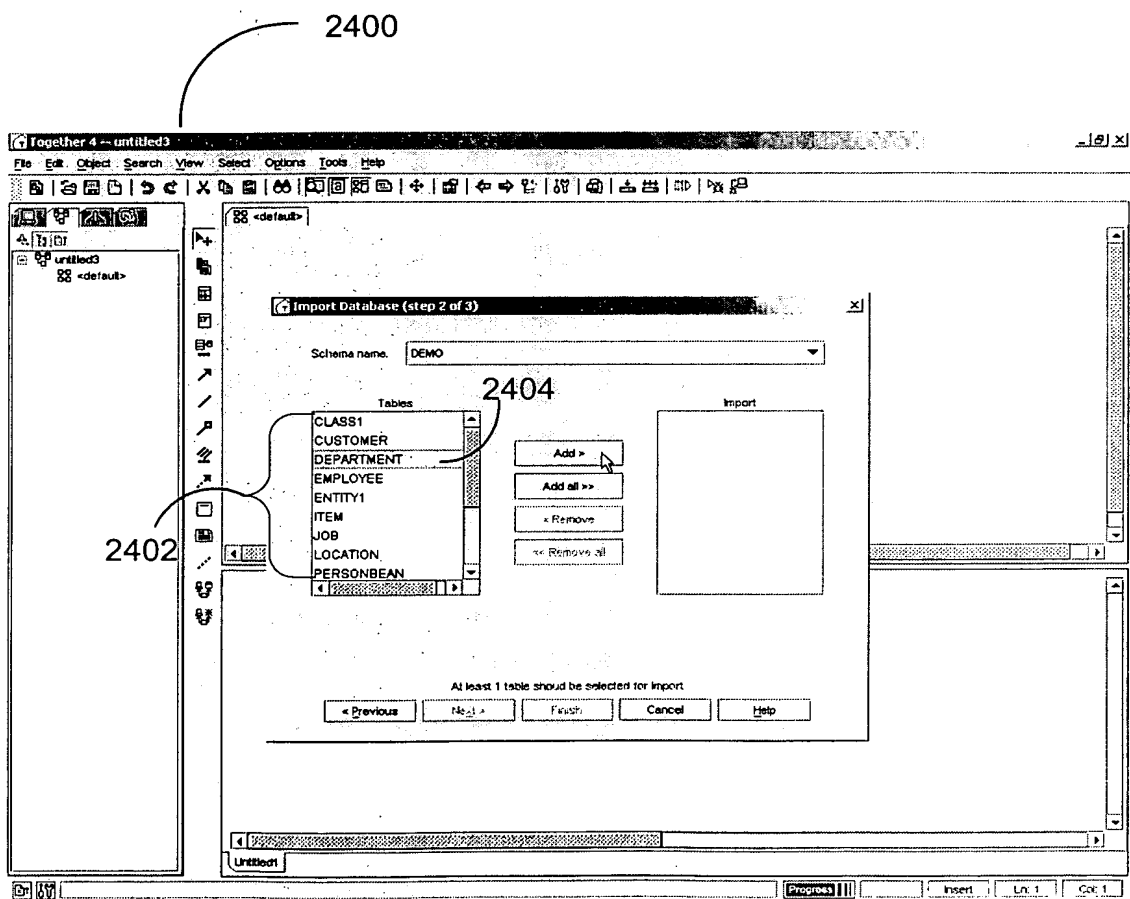 2400
Together 4 -- untitled3
File Edit Object Search View Select Options Tools Help
<default>
untitled3
<default>
Import Database (step 2 of 3)
Schema name. DEMO
2404
Tables
Import
CLASS1
CUSTOMER
DEPARTMENT
EMPLOYEE
ENTITY1
ITEM
JOB
LOCATION
PERSONBEAN
2402
Add >
Add all >>
< Remove
<< Remove all
At least 1 table shoud be selected for import
< Previous
Next >
Finish
Cancel
Help
Untitled1
Progress
Insert
Ln: 1
Col: 1